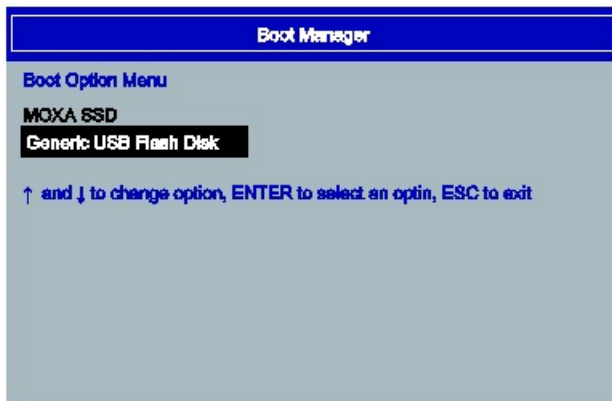 Boot Manager
Boot Option Menu
MOXA SSD
Generic USB Flash Disk
↑ and ↓ to change option, ENTER to select an optin, ESC to exit